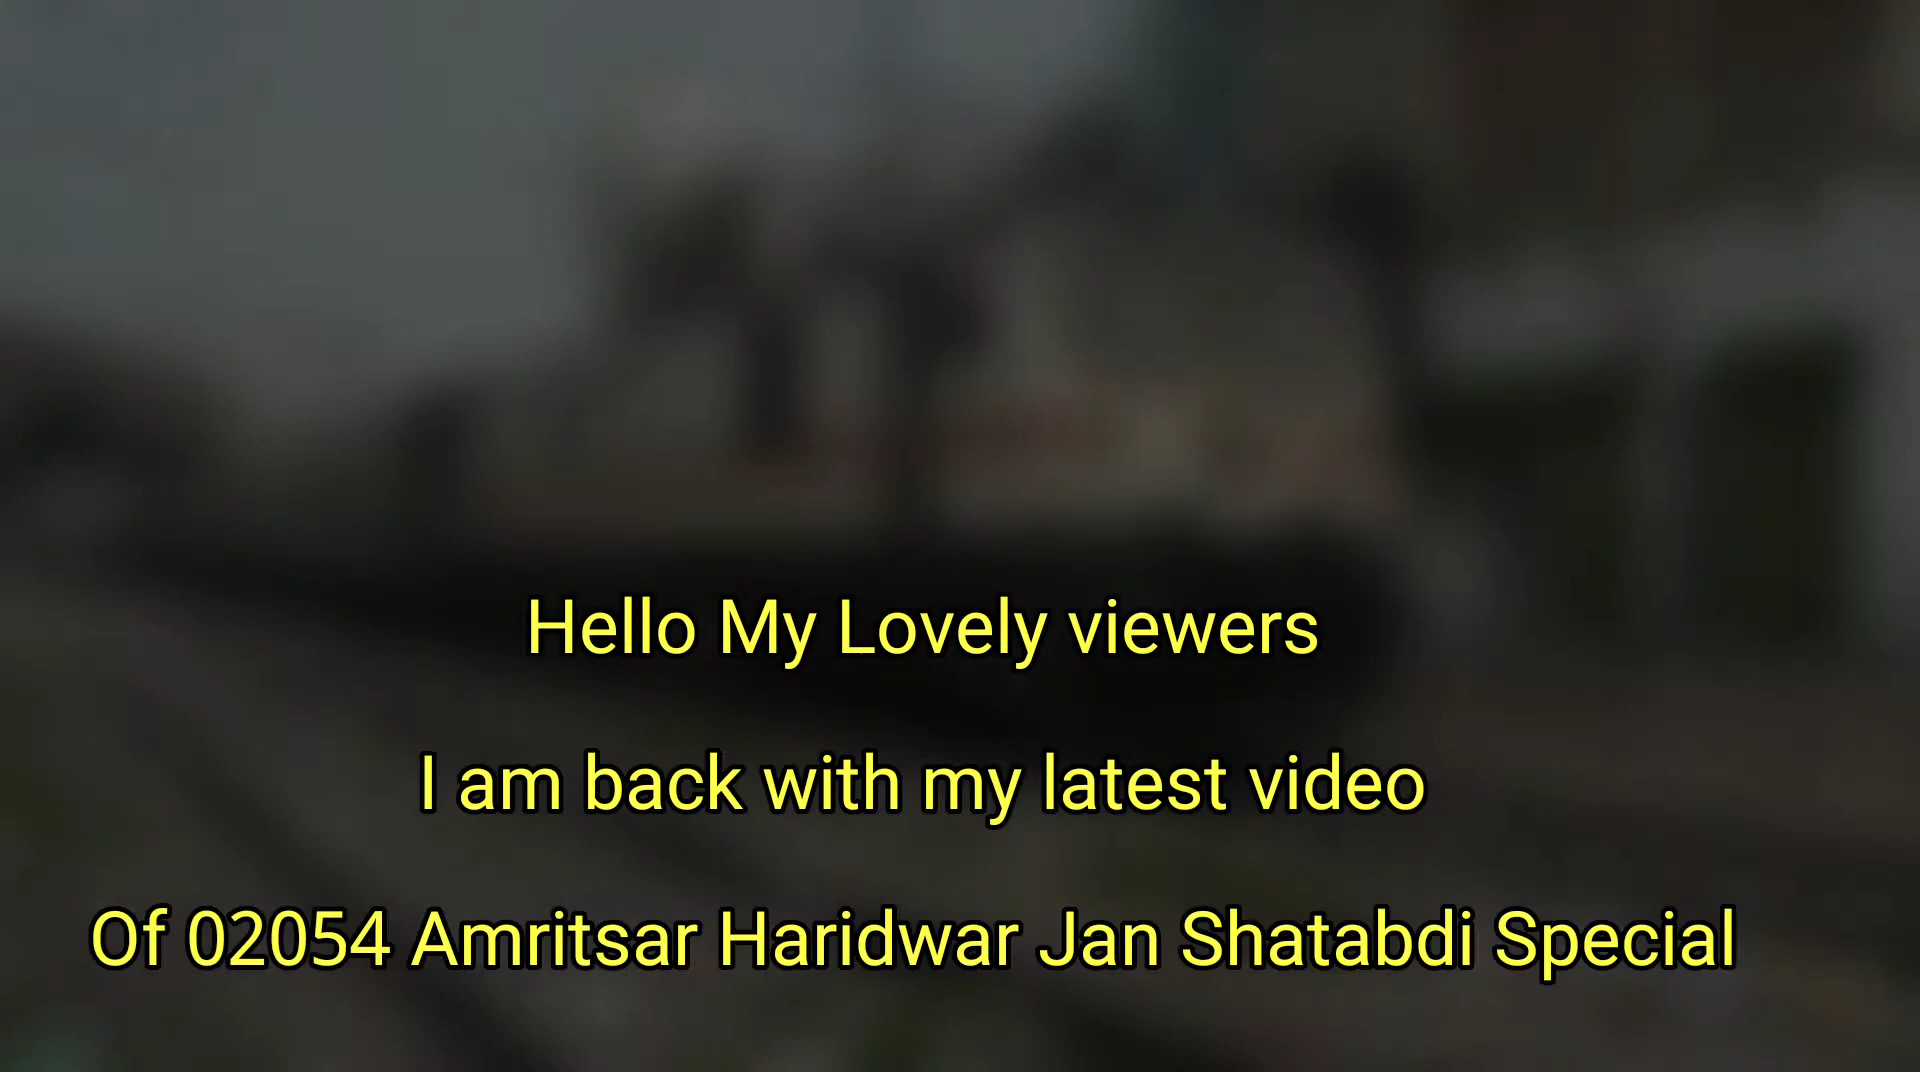 Hello My Lovely viewers
I am back with my latest video
Of 02054 Amritsar Haridwar Jan Shatabdi Special